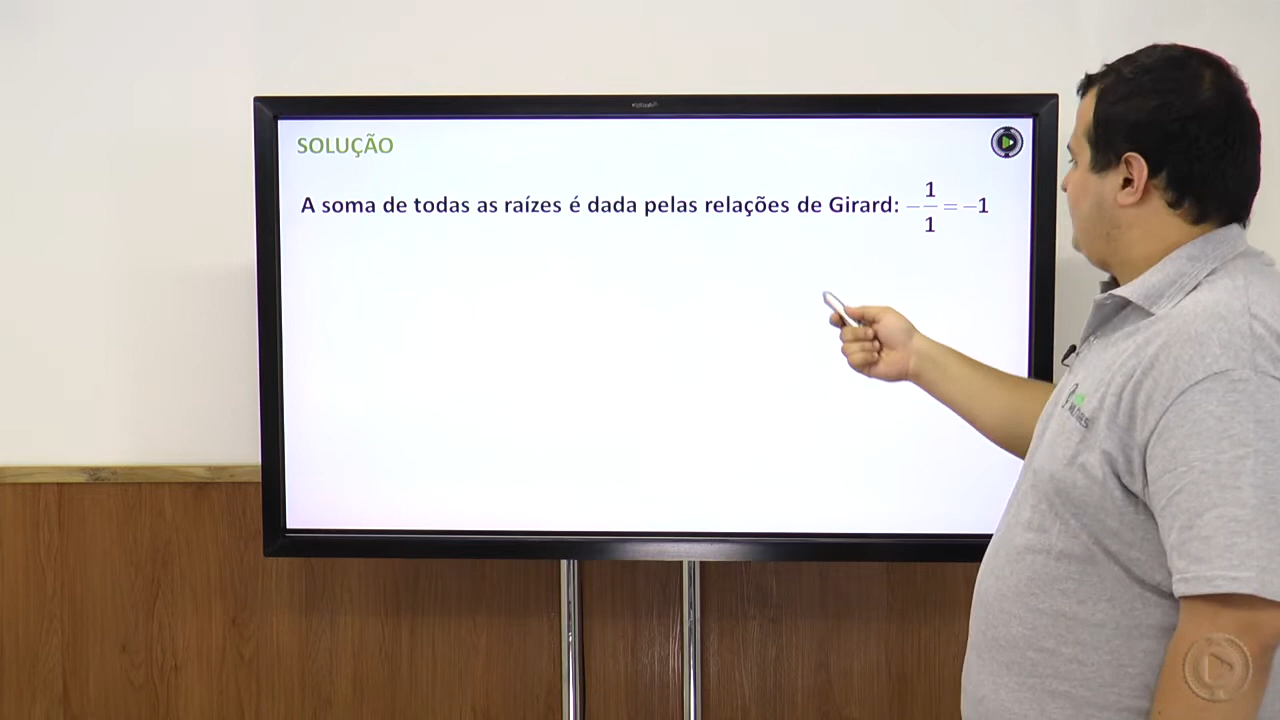 SOLUÇÃO
A soma de todas as raízes é dada pelas relações de Girard: -1/1 = -1